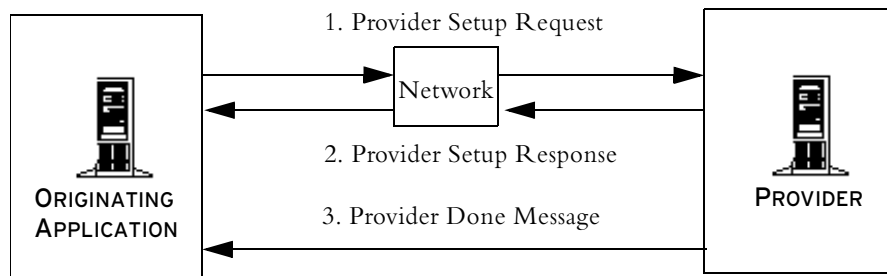 1. Provider Setup Request
Network
2. Provider Setup Response
ORIGINATING
APPLICATION
PROVIDER
3. Provider Done Message